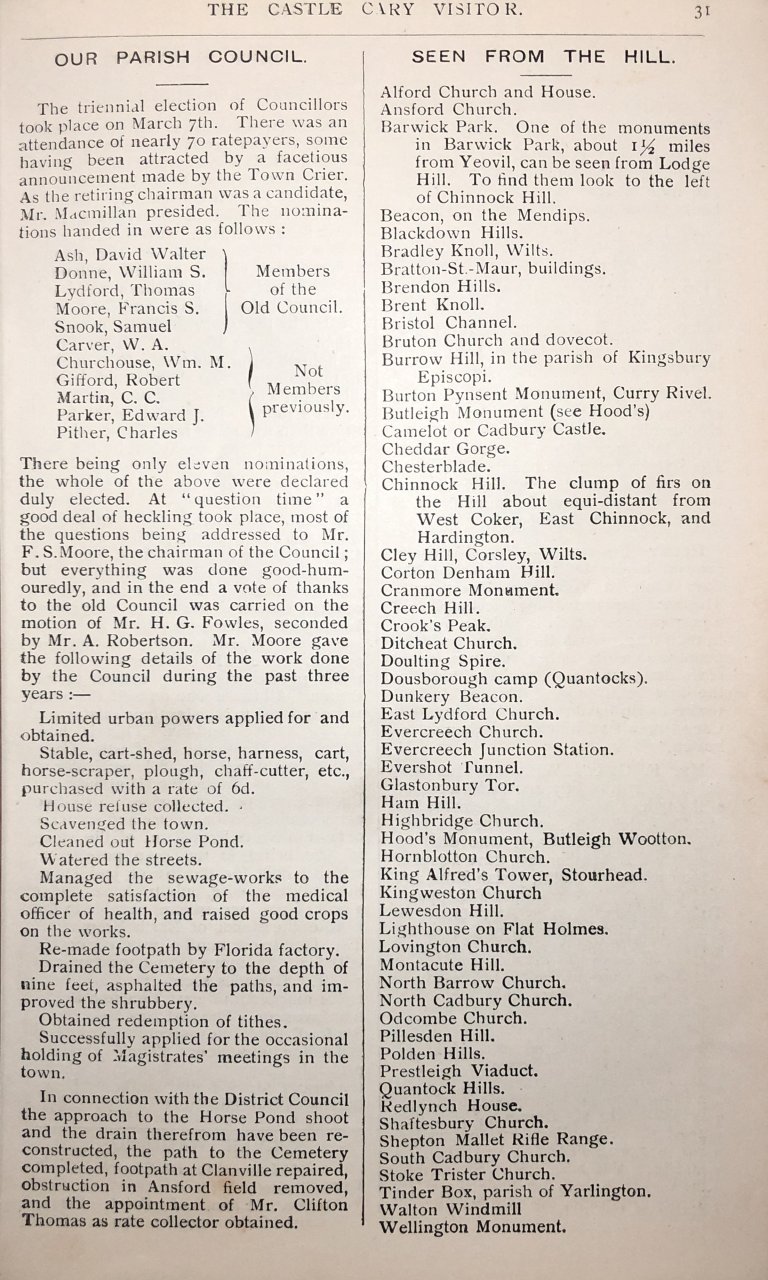 THE CASTLE CARY VISITOR.
31
OUR PARISH COUNCIL.
The triennial election of Councillors
took place on March 7th. There was an
attendance of nearly 70 ratepayers, some
having been attracted by a facetious
announcement made by the Town Crier.
As the retiring chairman was a candidate,
Mr. Macmillan presided. The nomina-
tions handed in were as follows :
Ash, David Walter
Donne, William S.
Lydford, Thomas
Moore, Francis S.
Snook, Samuel
Members
of the
Old Council.
Carver, W. A.
Churchouse, Wm. M.
Gifford, Robert
Martin, C. C.
Parker, Edward J.
Pither, Charles
Not
Members
previously.
There being only eleven nominations,
the whole of the above were declared
duly elected. At "question time" a
good deal of heckling took place, most of
the questions being addressed to Mr.
F. S. Moore, the chairman of the Council ;
but everything was done good-hum-
ouredly, and in the end a vote of thanks
to the old Council was carried on the
motion of Mr. H. G. Fowles, seconded
by Mr. A. Robertson. Mr. Moore gave
the following details of the work done
by the Council during the past three
years :—
Limited urban powers applied for and
obtained.
Stable, cart-shed, horse, harness, cart,
horse-scraper, plough, chaff-cutter, etc.,
purchased with a rate of 6d.
House refuse collected.
Scavenged the town.
Cleaned out Horse Pond.
Watered the streets.
Managed the sewage-works to the
complete satisfaction of the medical
officer of health, and raised good crops
on the works.
Re-made footpath by Florida factory.
Drained the Cemetery to the depth of
nine feet, asphalted the paths, and im-
proved the shrubbery.
Obtained redemption of tithes.
Successfully applied for the occasional
holding of Magistrates' meetings in the
town.
In connection with the District Council
the approach to the Horse Pond shoot
and the drain therefrom have been re-
constructed, the path to the Cemetery
completed, footpath at Clanville repaired,
obstruction in Ansford field removed,
and the appointment of Mr. Clifton
Thomas as rate collector obtained.
SEEN FROM THE HILL.
Alford Church and House.
Ansford Church.
Barwick Park. One of the monuments
in Barwick Park, about 1½ miles
from Yeovil, can be seen from Lodge
Hill. To find them look to the left
of Chinnock Hill.
Beacon, on the Mendips.
Blackdown Hills.
Bradley Knoll, Wilts.
Bratton-St.-Maur, buildings.
Brendon Hills.
Brent Knoll.
Bristol Channel.
Bruton Church and dovecot.
Burrow Hill, in the parish of Kingsbury
Episcopi.
Burton Pynsent Monument, Curry Rivel.
Butleigh Monument (see Hood's)
Camelot or Cadbury Castle.
Cheddar Gorge.
Chesterblade.
Chinnock Hill. The clump of firs on
the Hill about equi-distant from
West Coker, East Chinnock, and
Hardington.
Cley Hill, Corsley, Wilts.
Corton Denham Hill.
Cranmore Monument.
Creech Hill.
Crook's Peak.
Ditcheat Church.
Doulting Spire.
Dousborough camp (Quantocks).
Dunkery Beacon.
East Lydford Church.
Evercreech Church.
Evercreech Junction Station.
Evershot Tunnel.
Glastonbury Tor.
Ham Hill.
Highbridge Church.
Hood's Monument, Butleigh Wootton.
Hornblotton Church.
King Alfred's Tower, Stourhead.
Kingweston Church
Lewesdon Hill.
Lighthouse on Flat Holmes.
Lovington Church.
Montacute Hill.
North Barrow Church.
North Cadbury Church.
Odcombe Church.
Pillesden Hill.
Polden Hills.
Prestleigh Viaduct.
Quantock Hills.
Redlynch House.
Shaftesbury Church.
Shepton Mallet Rifle Range.
South Cadbury Church.
Stoke Trister Church.
Tinder Box, parish of Yarlington.
Walton Windmill
Wellington Monument.